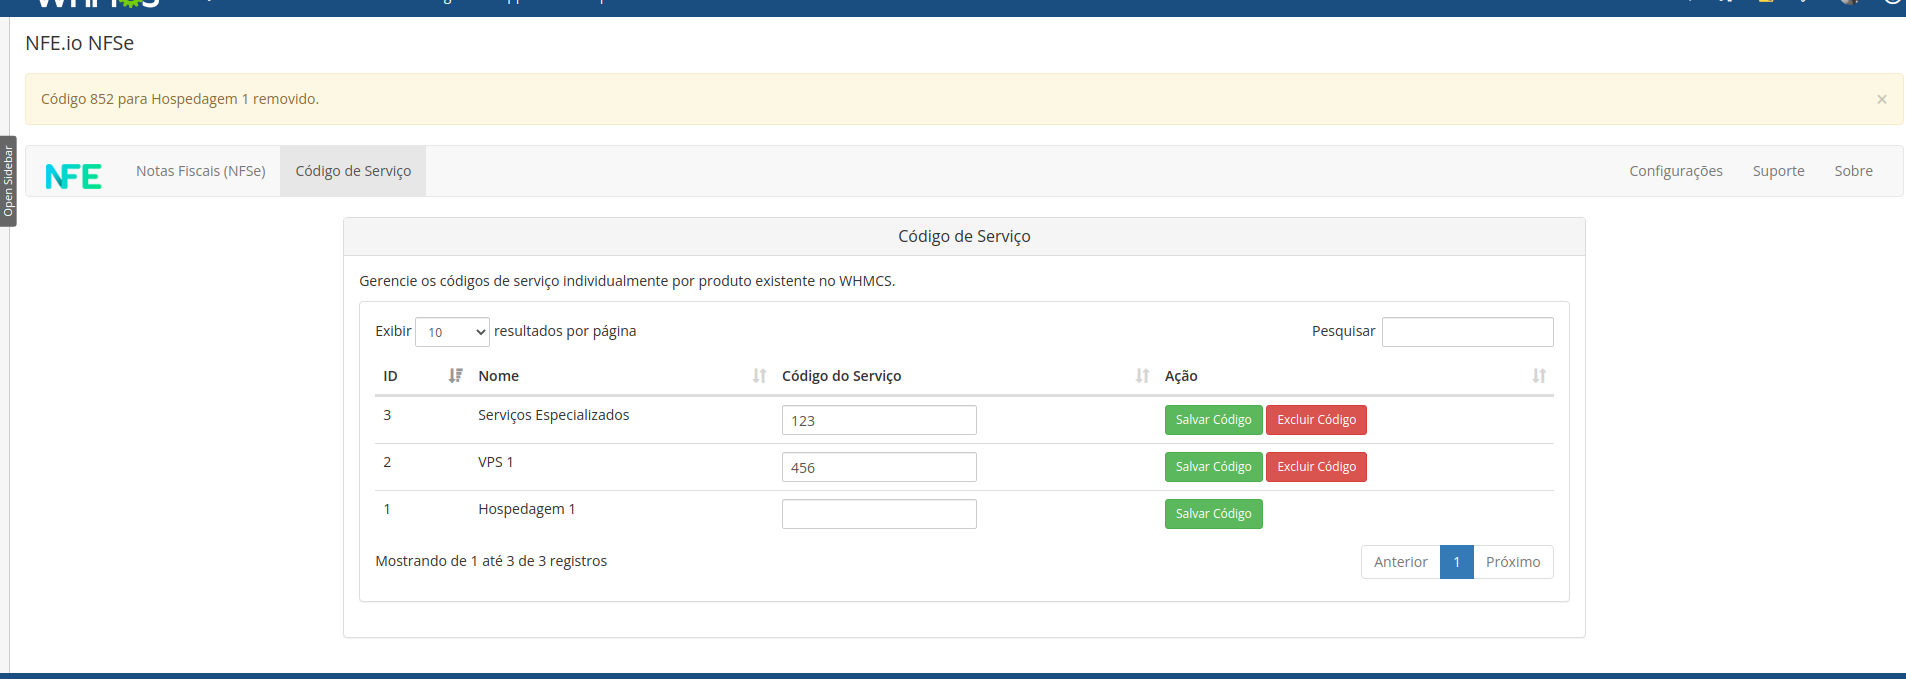 WHMCS
NFE.io NFSe
Código 852 para Hospedagem 1 removido.
×
Open Sidebar
NFE
Notas Fiscais (NFSe)
Código de Serviço
Configurações
Suporte
Sobre
Código de Serviço
Gerencie os códigos de serviço individualmente por produto existente no WHMCS.
Exibir 10 resultados por página
Pesquisar
ID Nome Código do Serviço Ação
3 Serviços Especializados 123 Salvar Código Excluir Código
2 VPS 1 456 Salvar Código Excluir Código
1 Hospedagem 1 Salvar Código
Mostrando de 1 até 3 de 3 registros
Anterior 1 Próximo